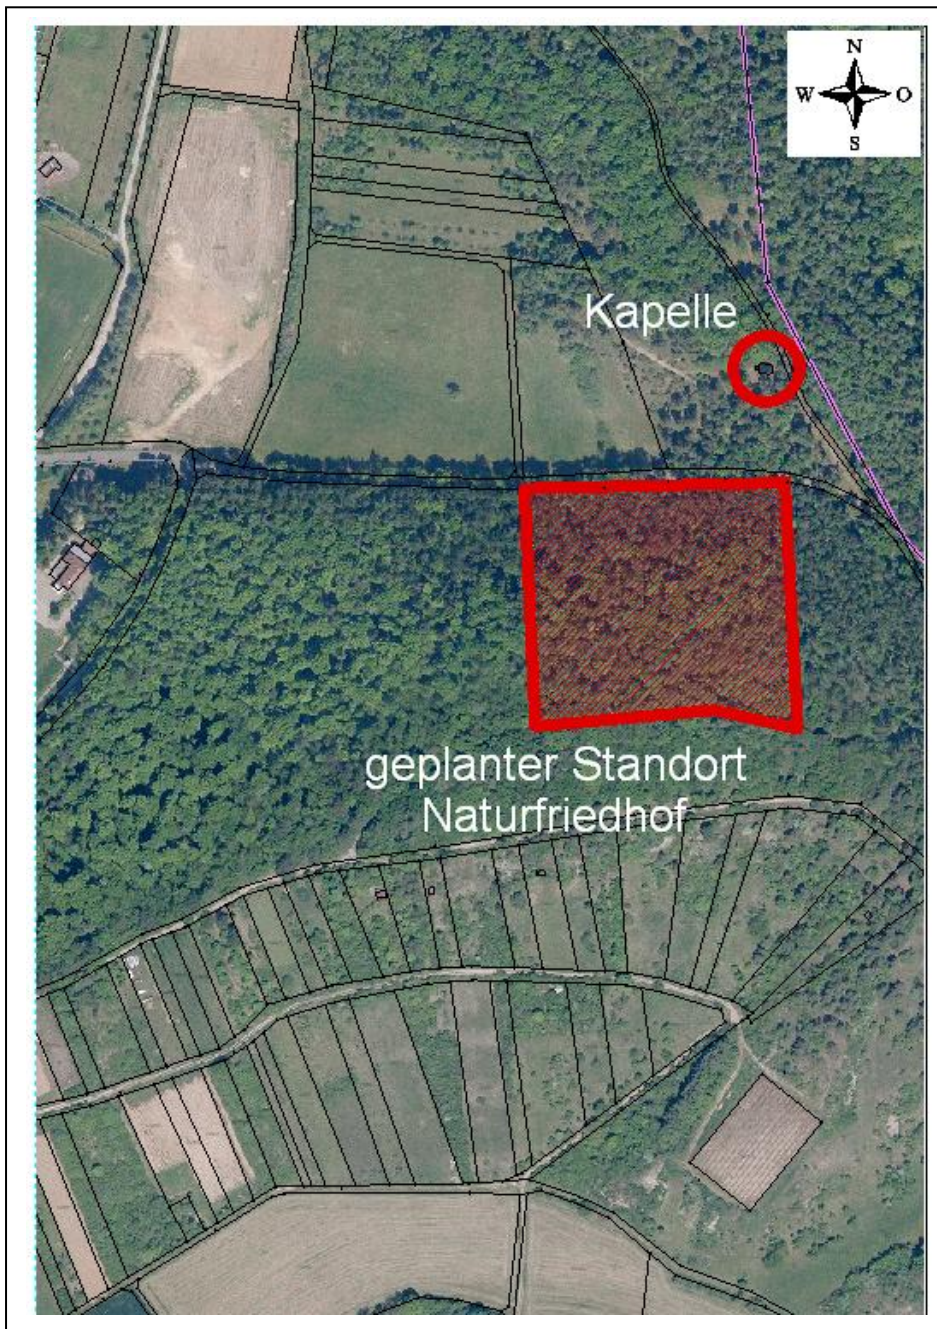 N
W O
S
Kapelle
geplanter Standort
Naturfriedhof